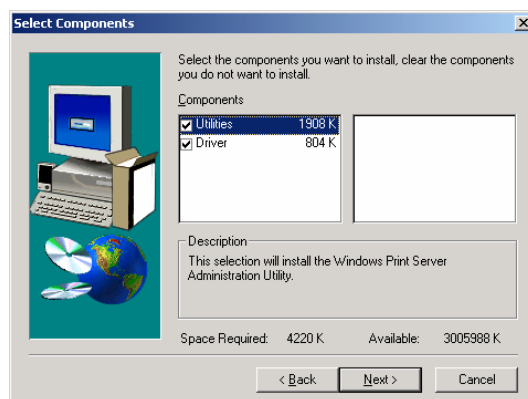 Select Components
Select the components you want to install, clear the components
you do not want to install.
Components
Utilities 1908 K
Driver 804 K
Description
This selection will install the Windows Print Server
Administration Utility.
Space Required: 4220 K Available: 3005988 K
< Back Next > Cancel